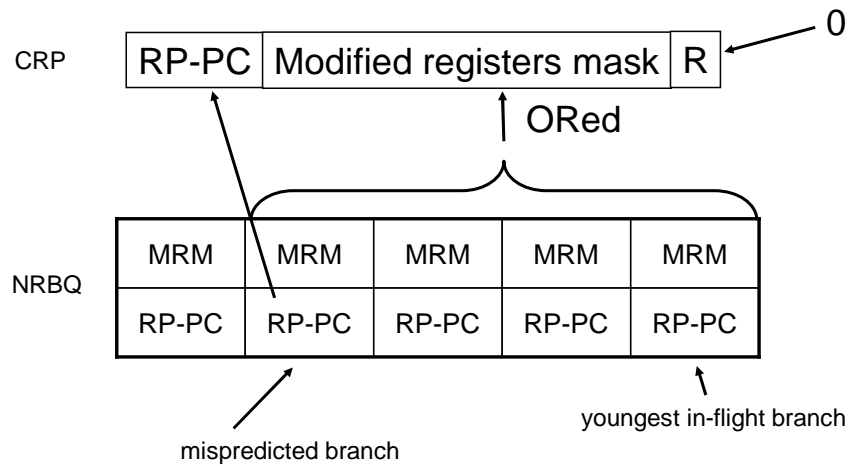 0
CRP RP-PC Modified registers mask R
ORed
MRM MRM MRM MRM MRM
NRBQ
RP-PC RP-PC RP-PC RP-PC RP-PC
youngest in-flight branch
mispredicted branch